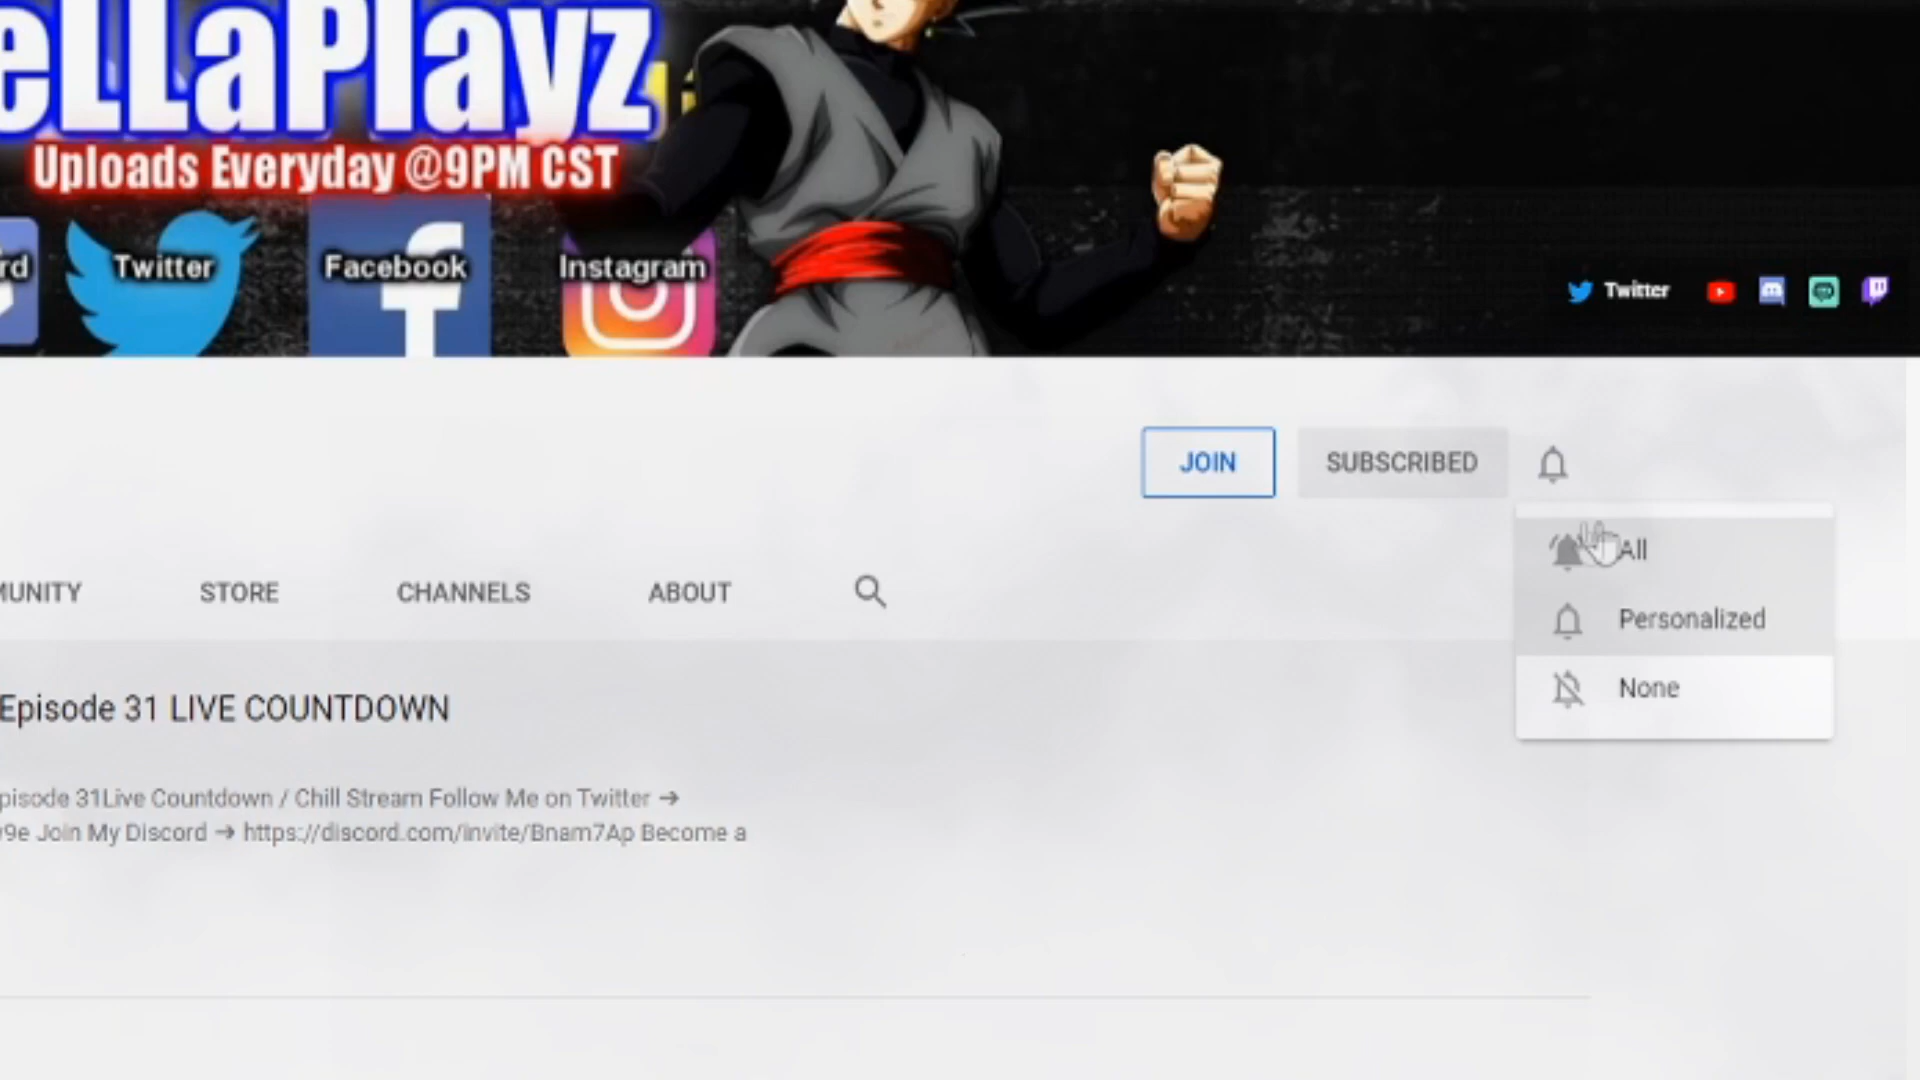 eLLaPlayz
Uploads Everyday @9PM CST
rd Twitter Facebook Instagram
Twitter
JOIN SUBSCRIBED
All
Personalized
None
MUNITY STORE CHANNELS ABOUT
Episode 31 LIVE COUNTDOWN
pisode 31Live Countdown / Chill Stream Follow Me on Twitter →
9e Join My Discord → https://discord.com/invite/Bnam7Ap Become a